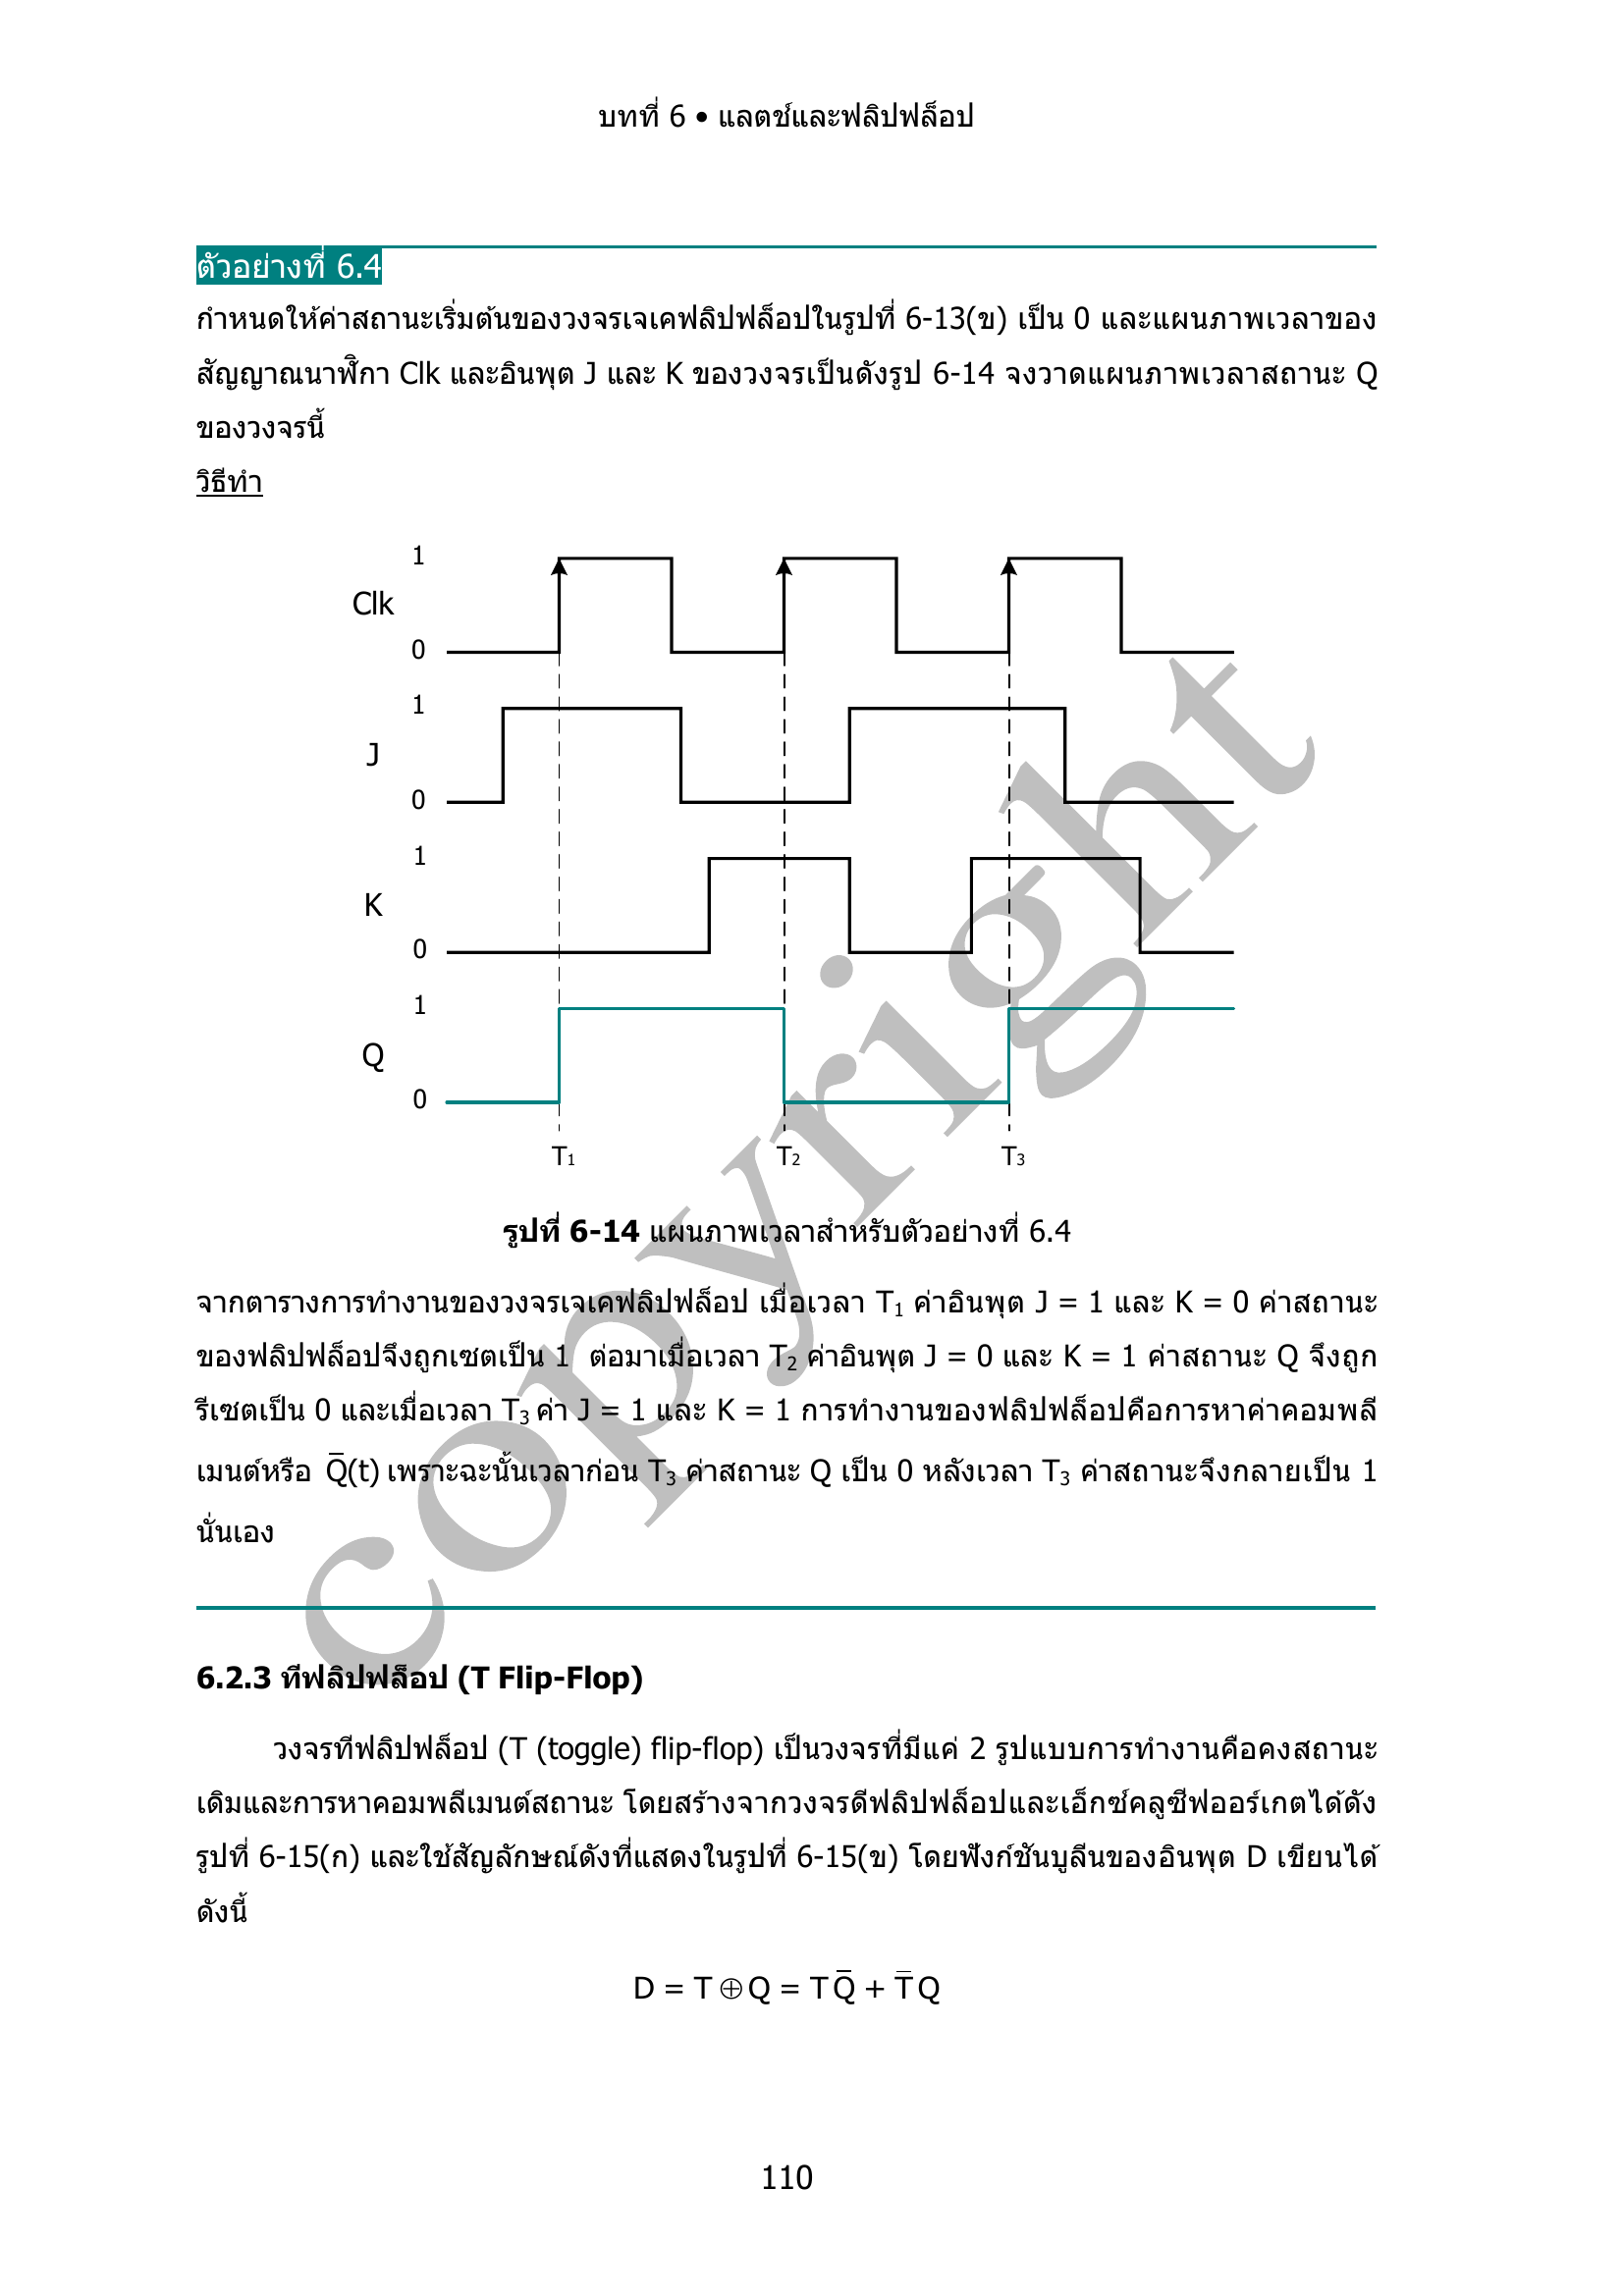 บทที่ 6 • แลตช์และฟลิปฟล็อป
ตัวอย่างที่ 6.4
กำหนดให้ค่าสถานะเริ่มต้นของวงจรเจเคฟลิปฟล็อปในรูปที่ 6-13(ข) เป็น 0 และแผนภาพเวลาของ
สัญญาณนาฬิกา Clk และอินพุต J และ K ของวงจรเป็นดังรูป 6-14 จงวาดแผนภาพเวลาสถานะ Q
ของวงจรนี้
วิธีทำ
1
Clk
0
1
J
0
1
K
0
1
Q
0
T₁ T₂ T₃
รูปที่ 6-14 แผนภาพเวลาสำหรับตัวอย่างที่ 6.4
จากตารางการทำงานของวงจรเจเคฟลิปฟล็อป เมื่อเวลา T₁ ค่าอินพุต J = 1 และ K = 0 ค่าสถานะ
ของฟลิปฟล็อปจึงถูกเซตเป็น 1 ต่อมาเมื่อเวลา T₂ ค่าอินพุต J = 0 และ K = 1 ค่าสถานะ Q จึงถูก
รีเซตเป็น 0 และเมื่อเวลา T₃ ค่า J = 1 และ K = 1 การทำงานของฟลิปฟล็อปคือการหาค่าคอมพลี
เมนต์หรือ Q̅(t) เพราะฉะนั้นเวลาก่อน T₃ ค่าสถานะ Q เป็น 0 หลังเวลา T₃ ค่าสถานะจึงกลายเป็น 1
นั่นเอง
6.2.3 ทีฟลิปฟล็อป (T Flip-Flop)
วงจรทีฟลิปฟล็อป (T (toggle) flip-flop) เป็นวงจรที่มีแค่ 2 รูปแบบการทำงานคือคงสถานะ
เดิมและการหาคอมพลีเมนต์สถานะ โดยสร้างจากวงจรดีฟลิปฟล็อปและเอ็กซ์คลูซีฟออร์เกตได้ดัง
รูปที่ 6-15(ก) และใช้สัญลักษณ์ดังที่แสดงในรูปที่ 6-15(ข) โดยฟังก์ชันบูลีนของอินพุต D เขียนได้
ดังนี้
D = T ⊕ Q = T Q̅ + T̅ Q
110
copyright